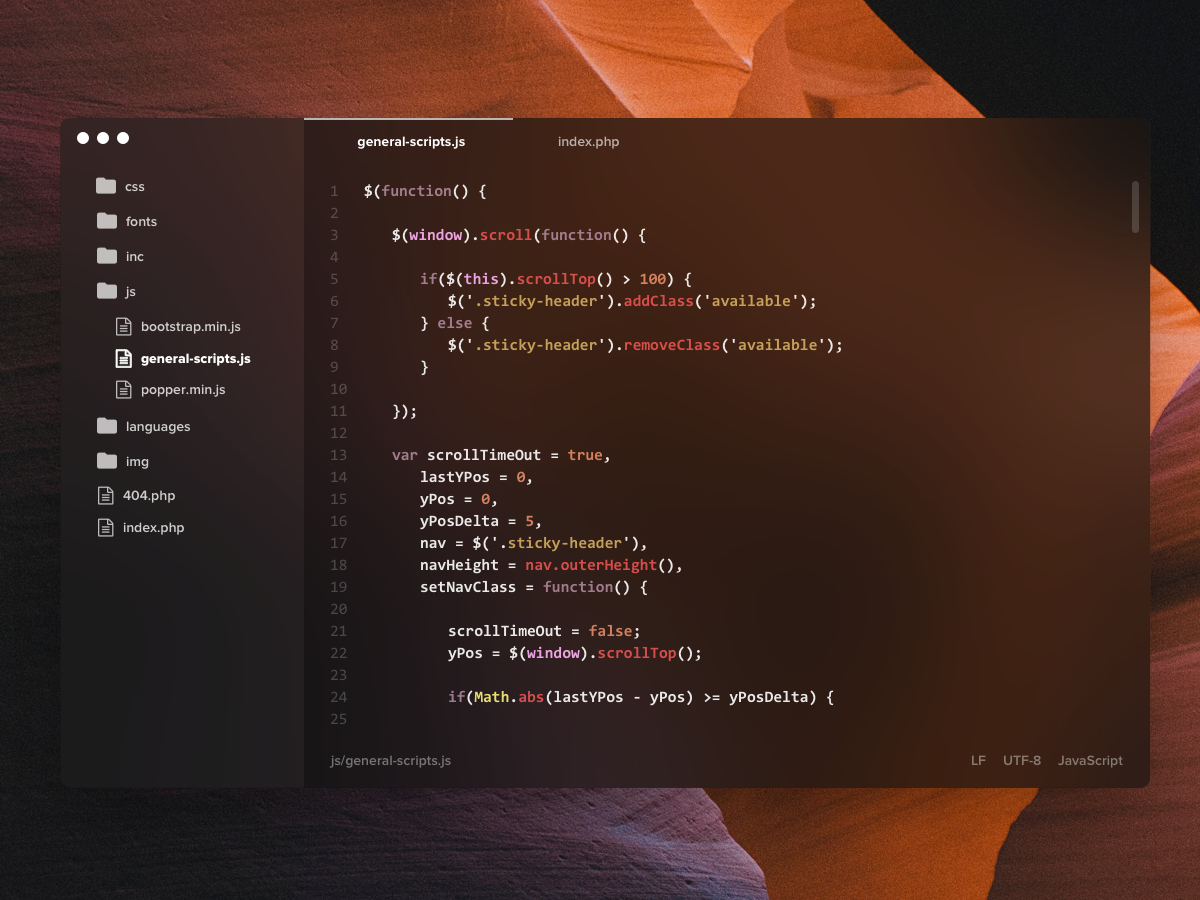 general-scripts.js index.php
css
fonts
inc
js
bootstrap.min.js
general-scripts.js
popper.min.js
languages
img
404.php
index.php
1 $(function() {
2
3 $(window).scroll(function() {
4
5 if($(this).scrollTop() > 100) {
6 $('.sticky-header').addClass('available');
7 } else {
8 $('.sticky-header').removeClass('available');
9 }
10
11 });
12
13 var scrollTimeOut = true,
14 lastYPos = 0,
15 yPos = 0,
16 yPosDelta = 5,
17 nav = $('.sticky-header'),
18 navHeight = nav.outerHeight(),
19 setNavClass = function() {
20
21 scrollTimeOut = false;
22 yPos = $(window).scrollTop();
23
24 if(Math.abs(lastYPos - yPos) >= yPosDelta) {
25
js/general-scripts.js LF UTF-8 JavaScript